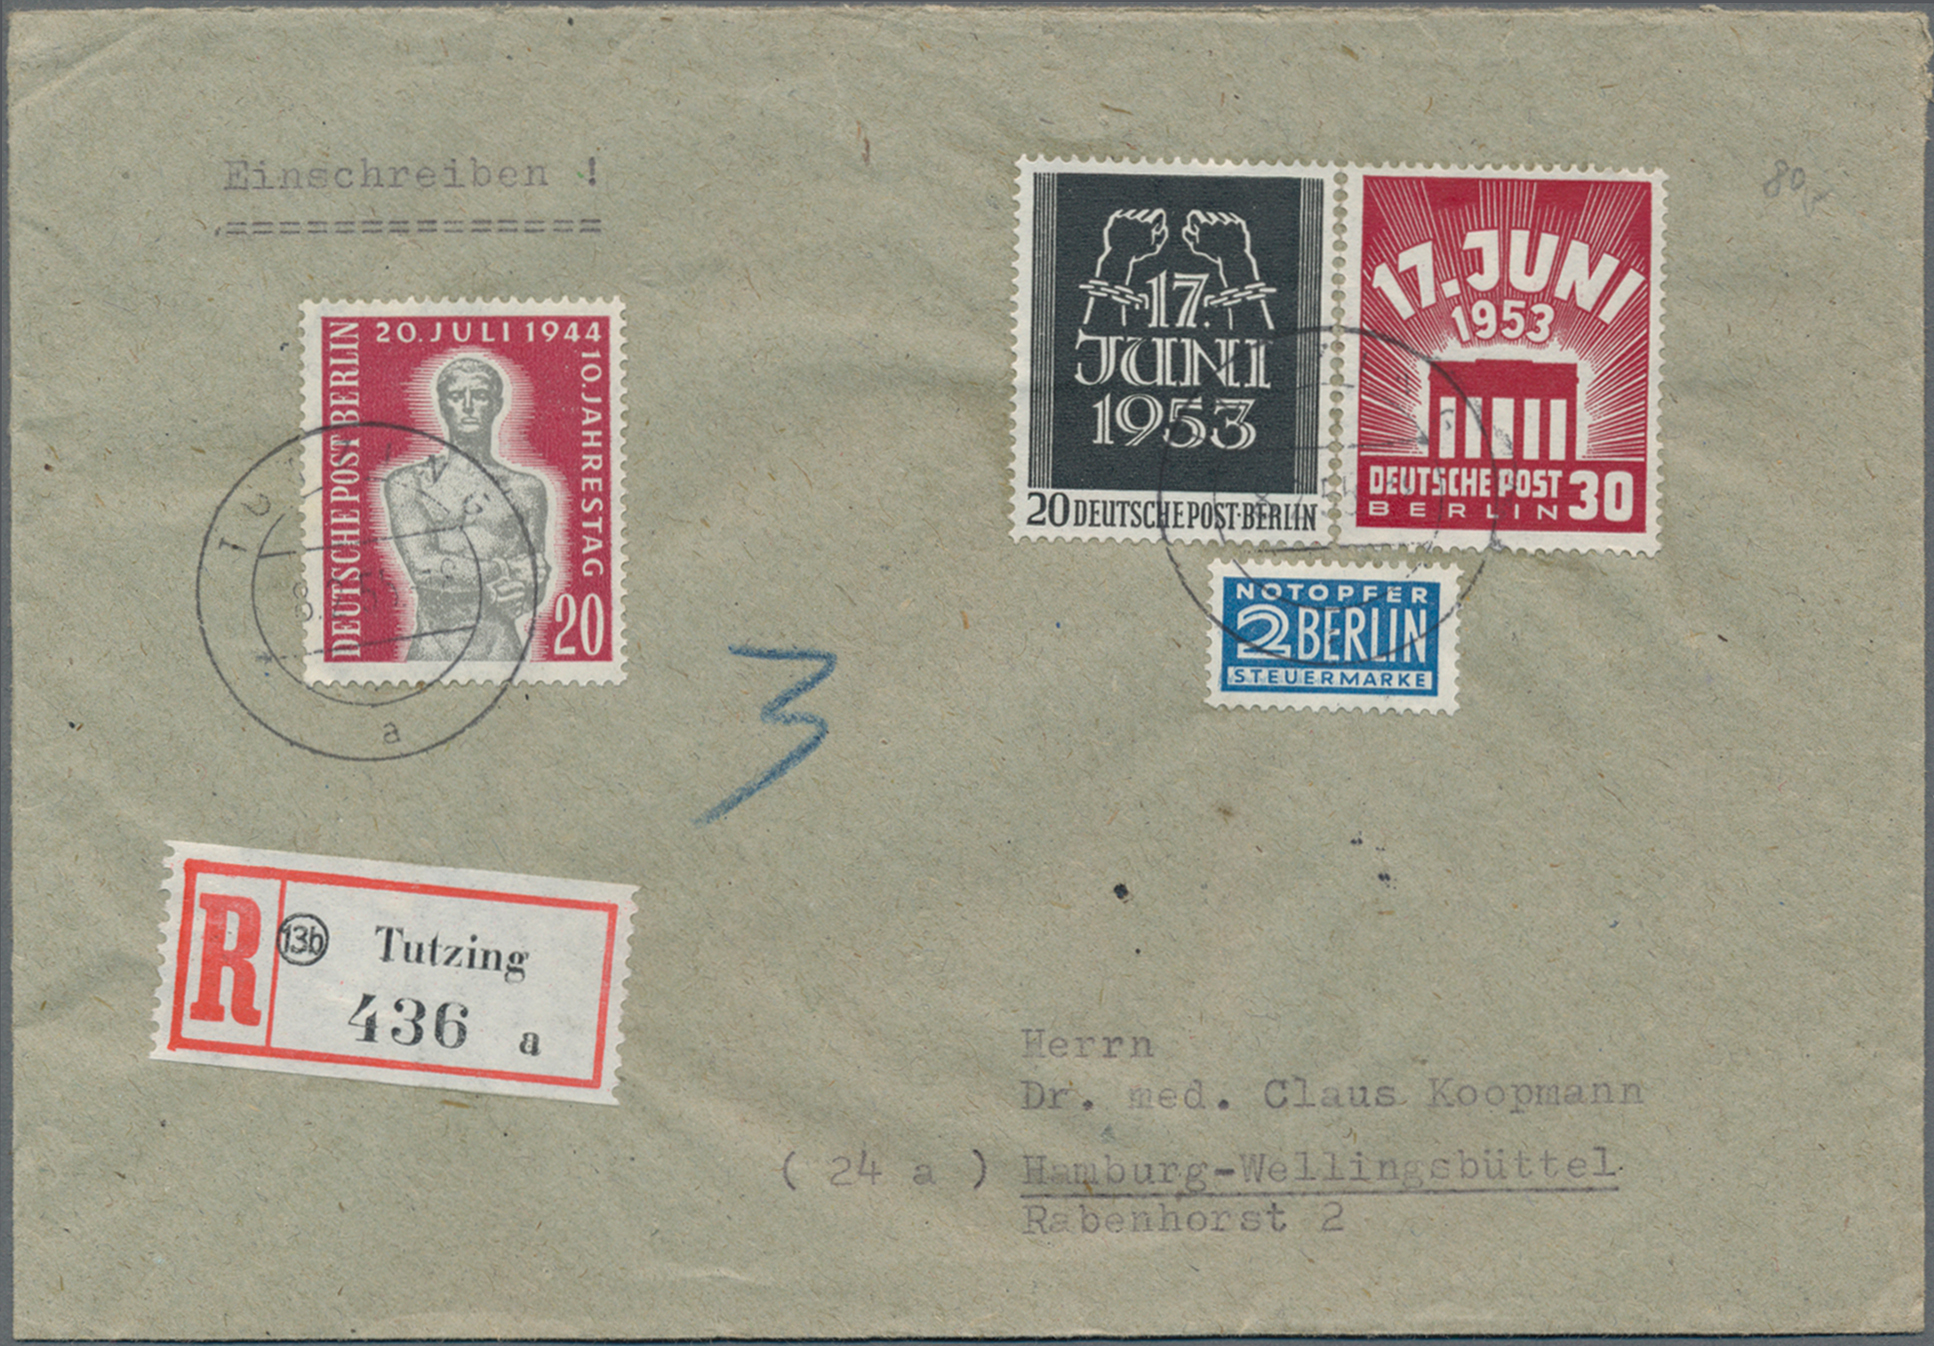 Einschreiben !
==============
20. JULI 1944
10. JAHRESTAG
DEUTSCHE POST BERLIN
20
17.
JUNI
1953
20 DEUTSCHE POST·BERLIN
17. JUNI
1953
DEUTSCHE POST
BERLIN 30
NOTOPFER
2 BERLIN
STEUERMARKE
80,-
TUTZING
a
3
R
13b Tutzing
436 a
Herrn
Dr. med. Claus Koopmann
( 24 a ) Hamburg-Wellingsbüttel
Rabenhorst 2